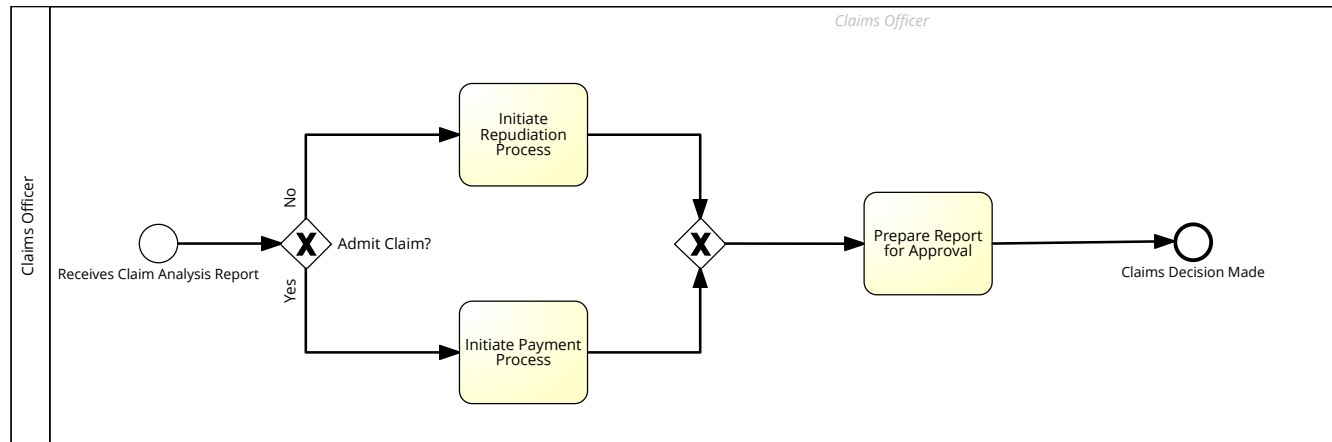 Claims Officer
Claims Officer
Initiate
Repudiation
Process
No
Admit Claim?
Receives Claim Analysis Report
Yes
Initiate Payment
Process
Prepare Report
for Approval
Claims Decision Made